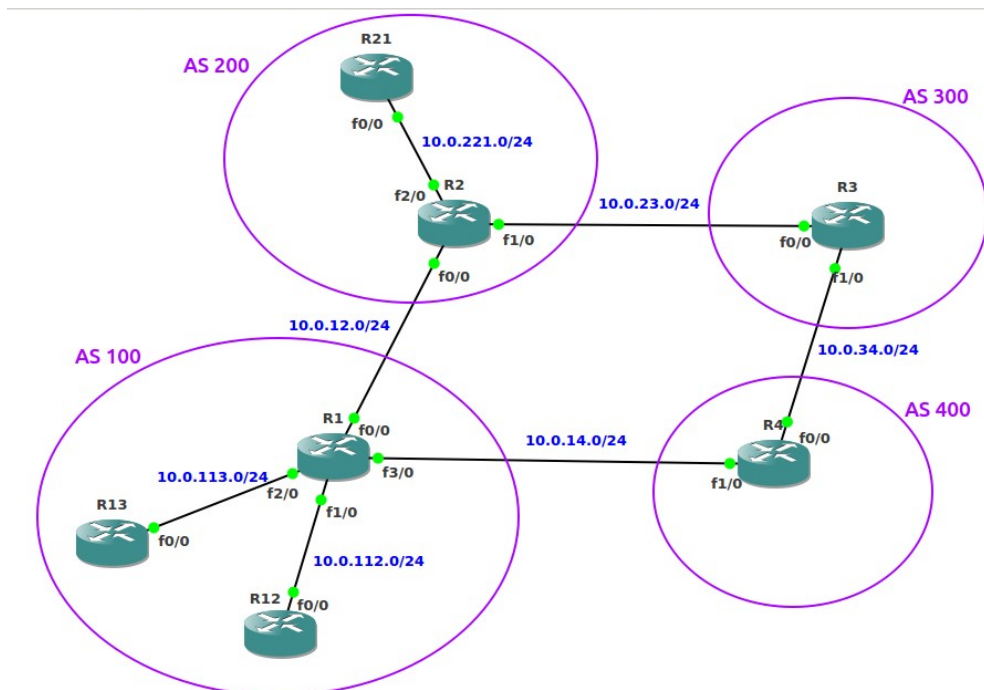 R21
AS 200
f0/0
10.0.221.0/24
AS 300
f2/0
R2
10.0.23.0/24
R3
f1/0
f0/0
f0/0
f1/0
10.0.12.0/24
10.0.34.0/24
AS 100
AS 400
R1
f0/0
R4
f0/0
10.0.14.0/24
10.0.113.0/24
f2/0
f3/0
f1/0
R13
f1/0
f0/0
10.0.112.0/24
R12
f0/0